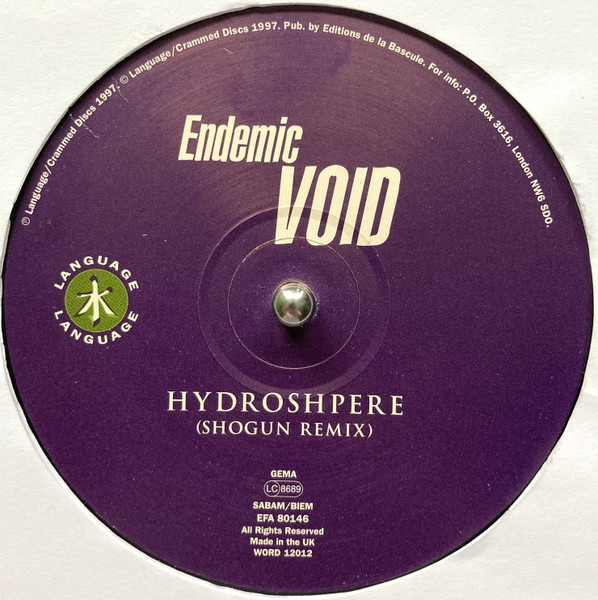 ℗ Language/Crammed Discs 1997. © Language/Crammed Discs 1997. Pub. by Editions de la Bascule. For info: P.O. Box 3616, London NW6 SDO.
Endemic
VOID
LANGUAGE
水
LANGUAGE
HYDROSHPERE
(SHOGUN REMIX)
GEMA
LC 8689
SABAM/BIEM
EFA 80146
All Rights Reserved
Made in the UK
WORD 12012